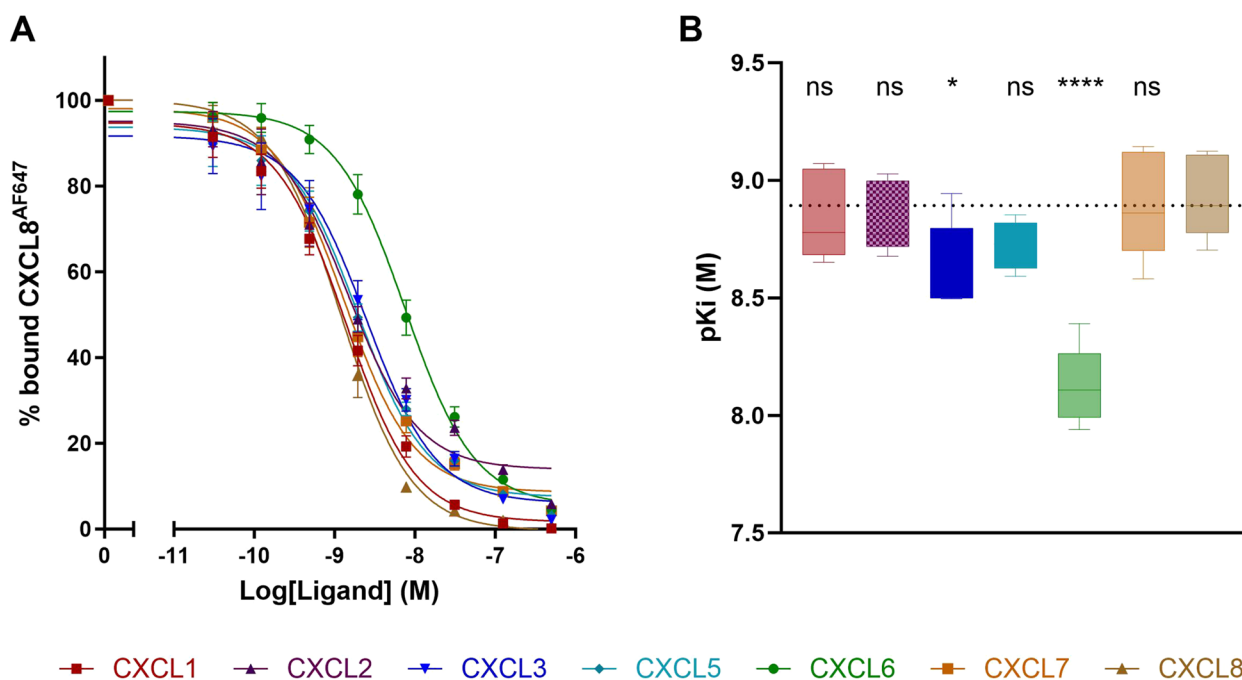 A
B
% bound CXCL8AF647
100
80
60
40
20
0
0
-11
-10
-9
-8
-7
-6
Log[Ligand] (M)
pKi (M)
9.5
9.0
8.5
8.0
7.5
ns
ns
*
ns
****
ns
CXCL1 CXCL2 CXCL3 CXCL5 CXCL6 CXCL7 CXCL8